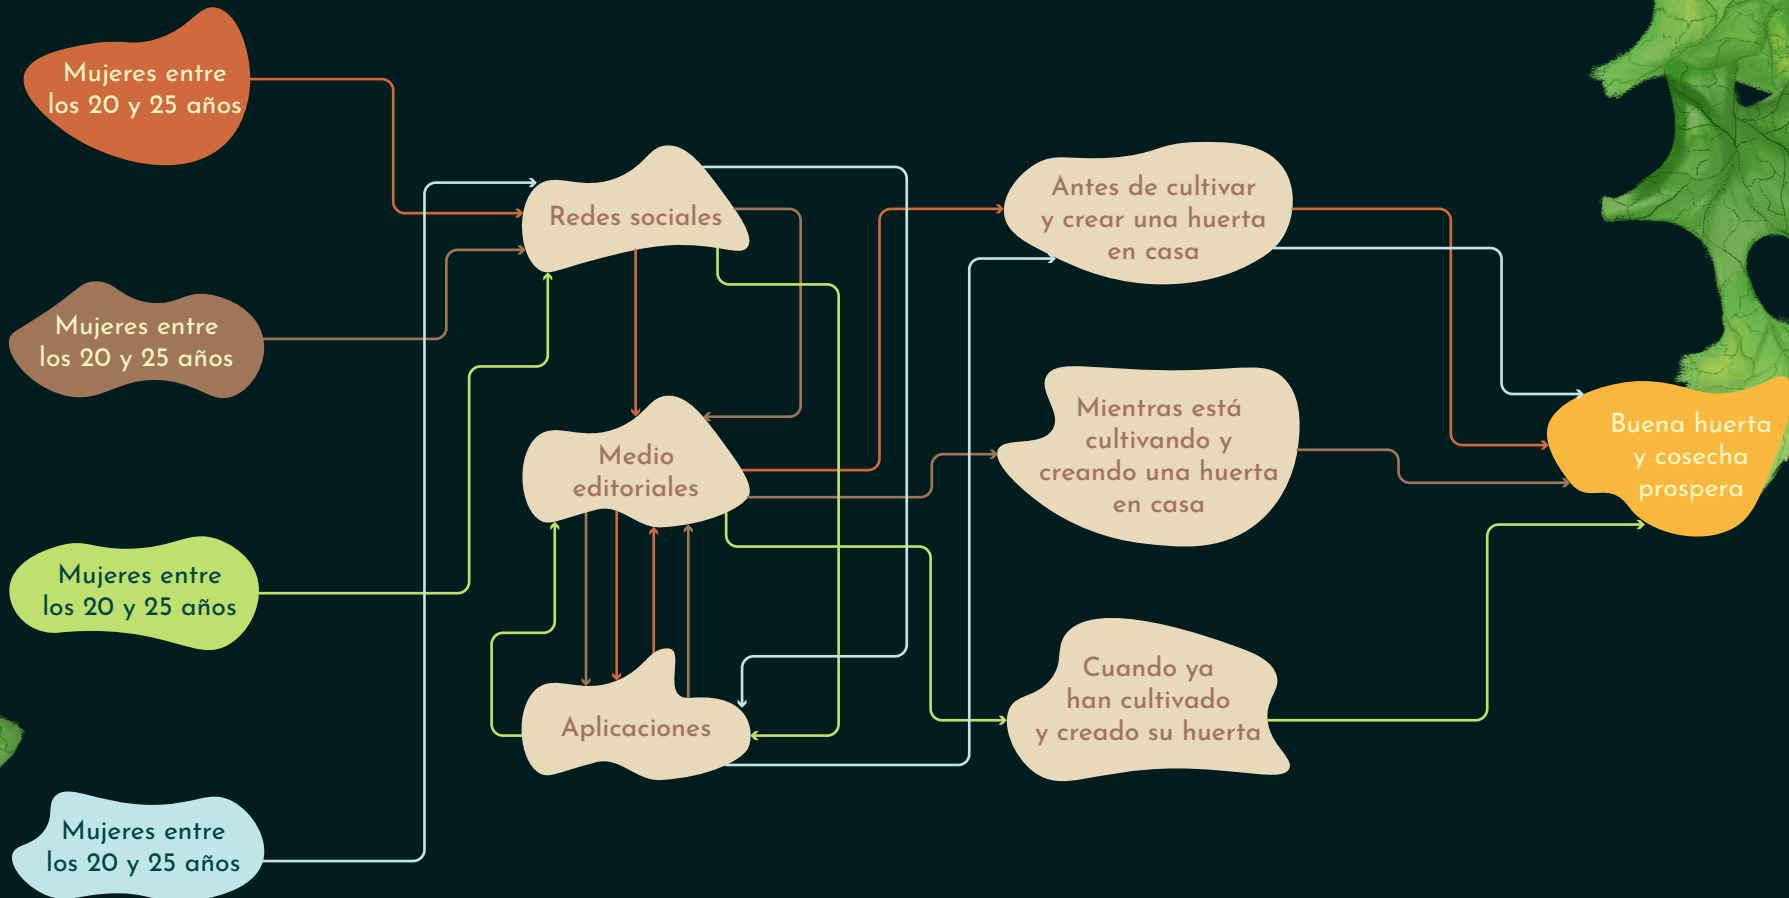 Mujeres entre
los 20 y 25 años
Mujeres entre
los 20 y 25 años
Mujeres entre
los 20 y 25 años
Mujeres entre
los 20 y 25 años
Redes sociales
Medio
editoriales
Aplicaciones
Antes de cultivar
y crear una huerta
en casa
Mientras está
cultivando y
creando una huerta
en casa
Cuando ya
han cultivado
y creado su huerta
Buena huerta
y cosecha
prospera